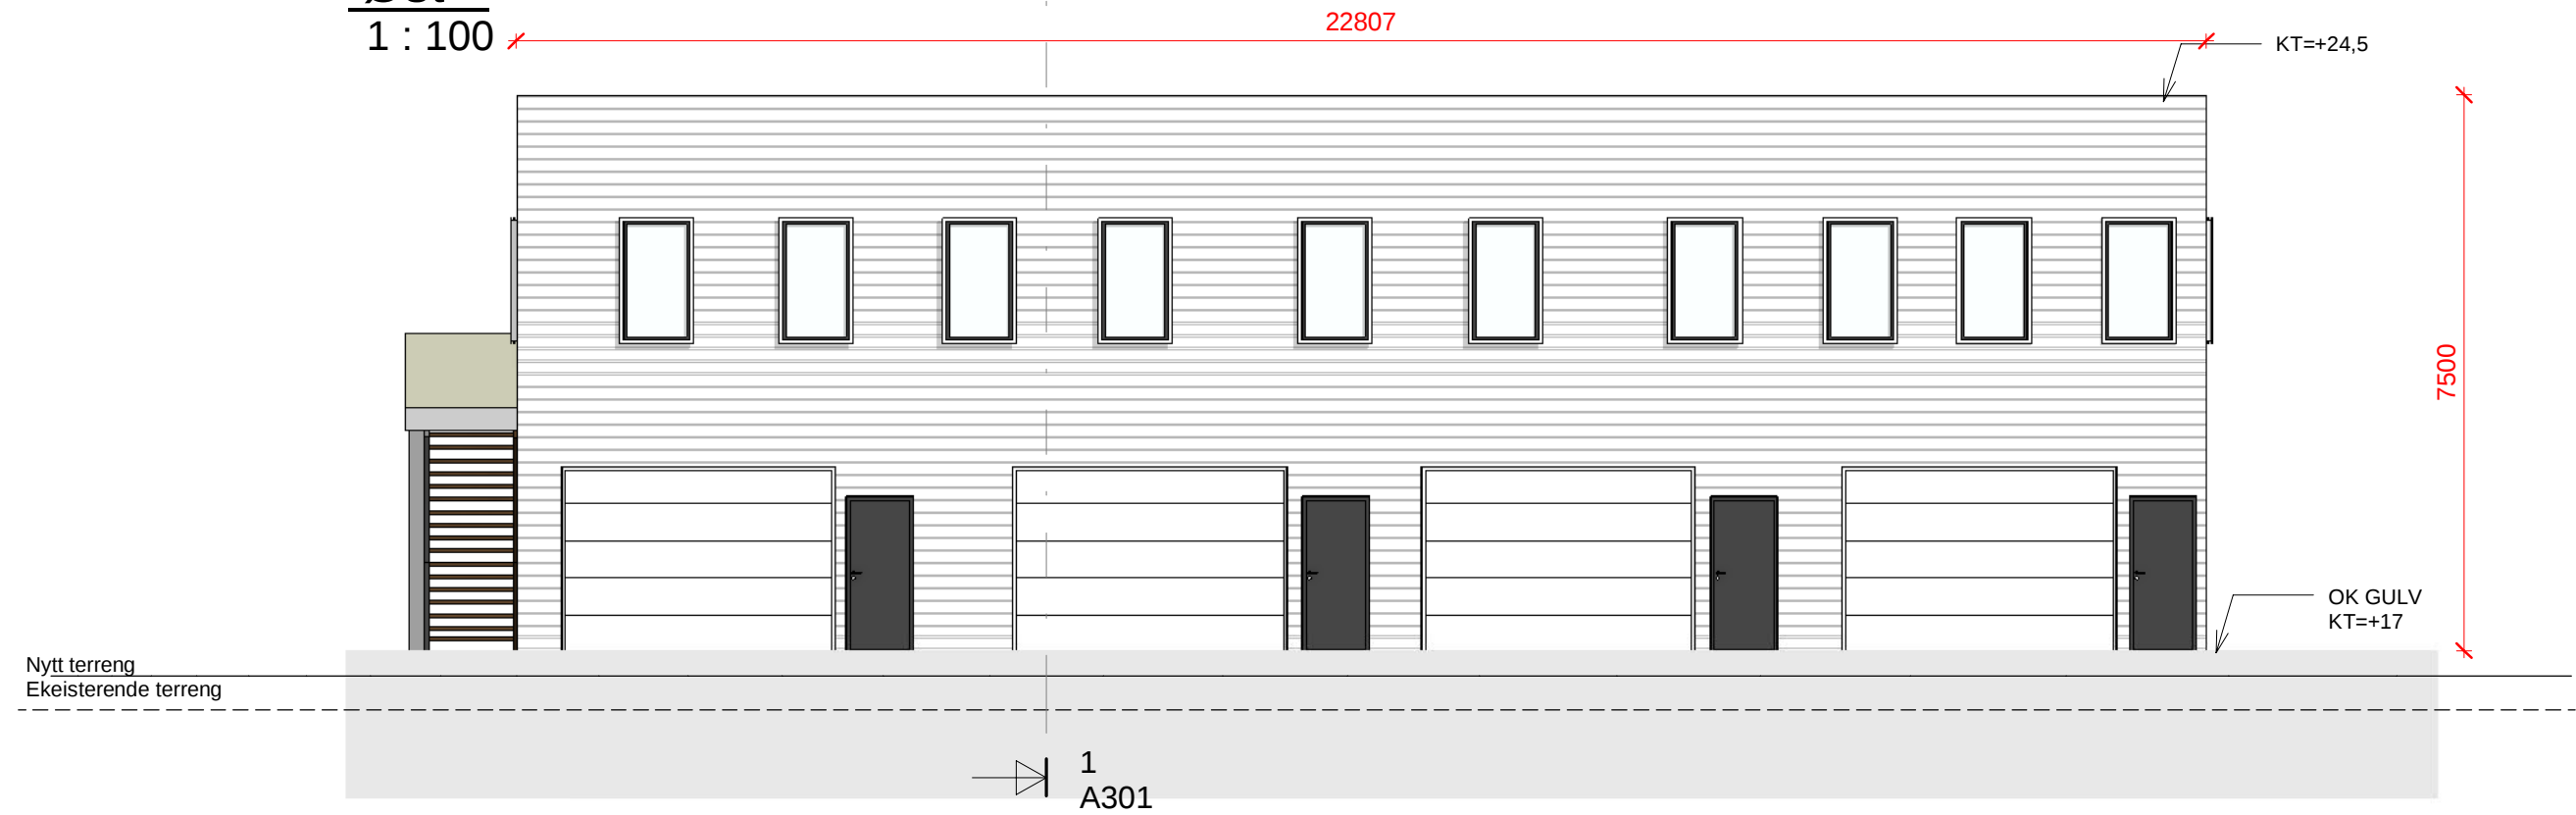 1 : 100
22807
KT=+24,5
7500
OK GULV
KT=+17
Nytt terreng
Ekeisterende terreng
1
A301